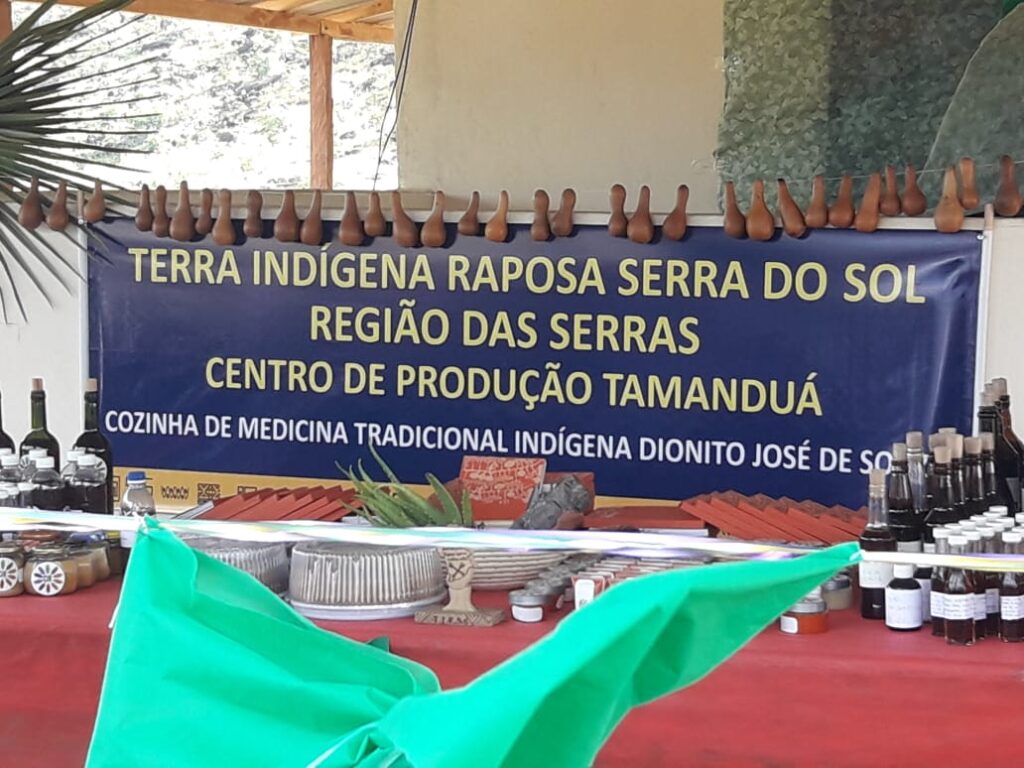 TERRA INDÍGENA RAPOSA SERRA DO SOL
REGIÃO DAS SERRAS
CENTRO DE PRODUÇÃO TAMANDUÁ
COZINHA DE MEDICINA TRADICIONAL INDÍGENA DIONITO JOSÉ DE